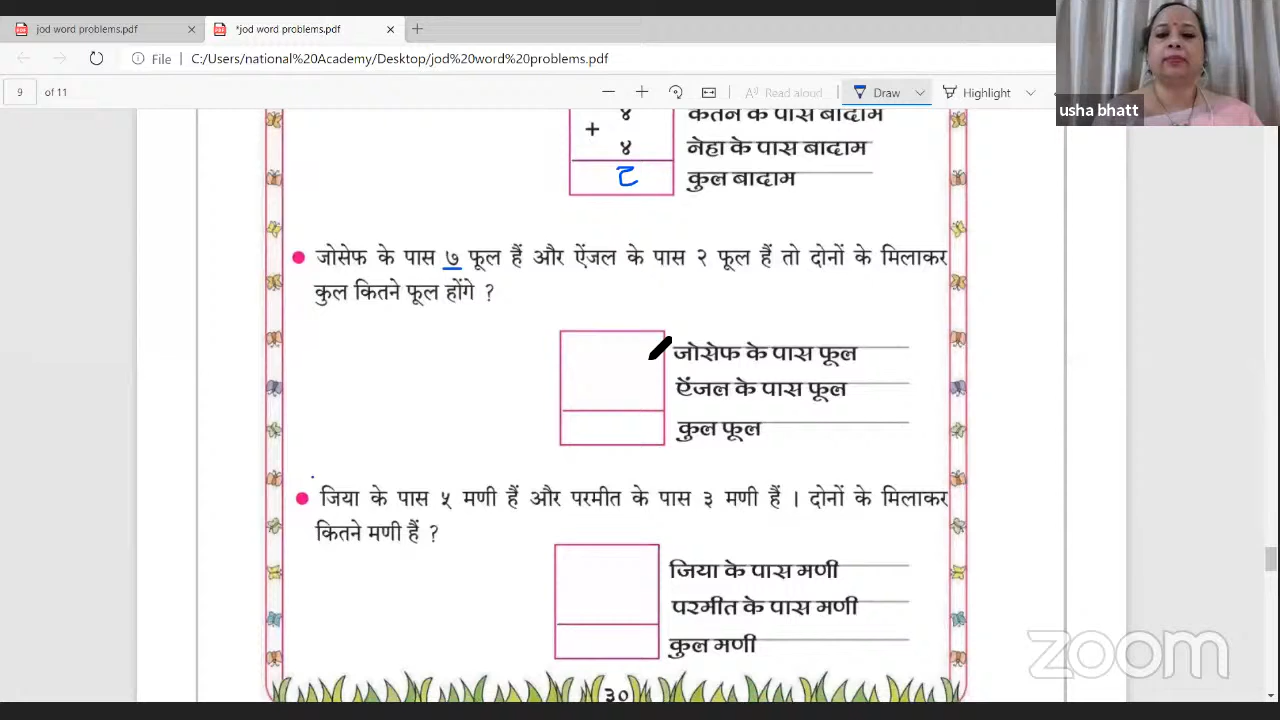 jod word problems.pdf
*jod word problems.pdf
File C:/Users/national%20Academy/Desktop/jod%20word%20problems.pdf
9 of 11
Read aloud
Draw
Highlight
usha bhatt
४
+
४
८
केतन के पास बादाम
नेहा के पास बादाम
कुल बादाम
जोसेफ के पास ७ फूल हैं और ऐंजल के पास २ फूल हैं तो दोनों के मिलाकर
कुल कितने फूल होंगे ?
जोसेफ के पास फूल
ऐंजल के पास फूल
कुल फूल
जिया के पास ५ मणी हैं और परमीत के पास ३ मणी हैं । दोनों के मिलाकर
कितने मणी हैं ?
जिया के पास मणी
परमीत के पास मणी
कुल मणी
३०
zoom